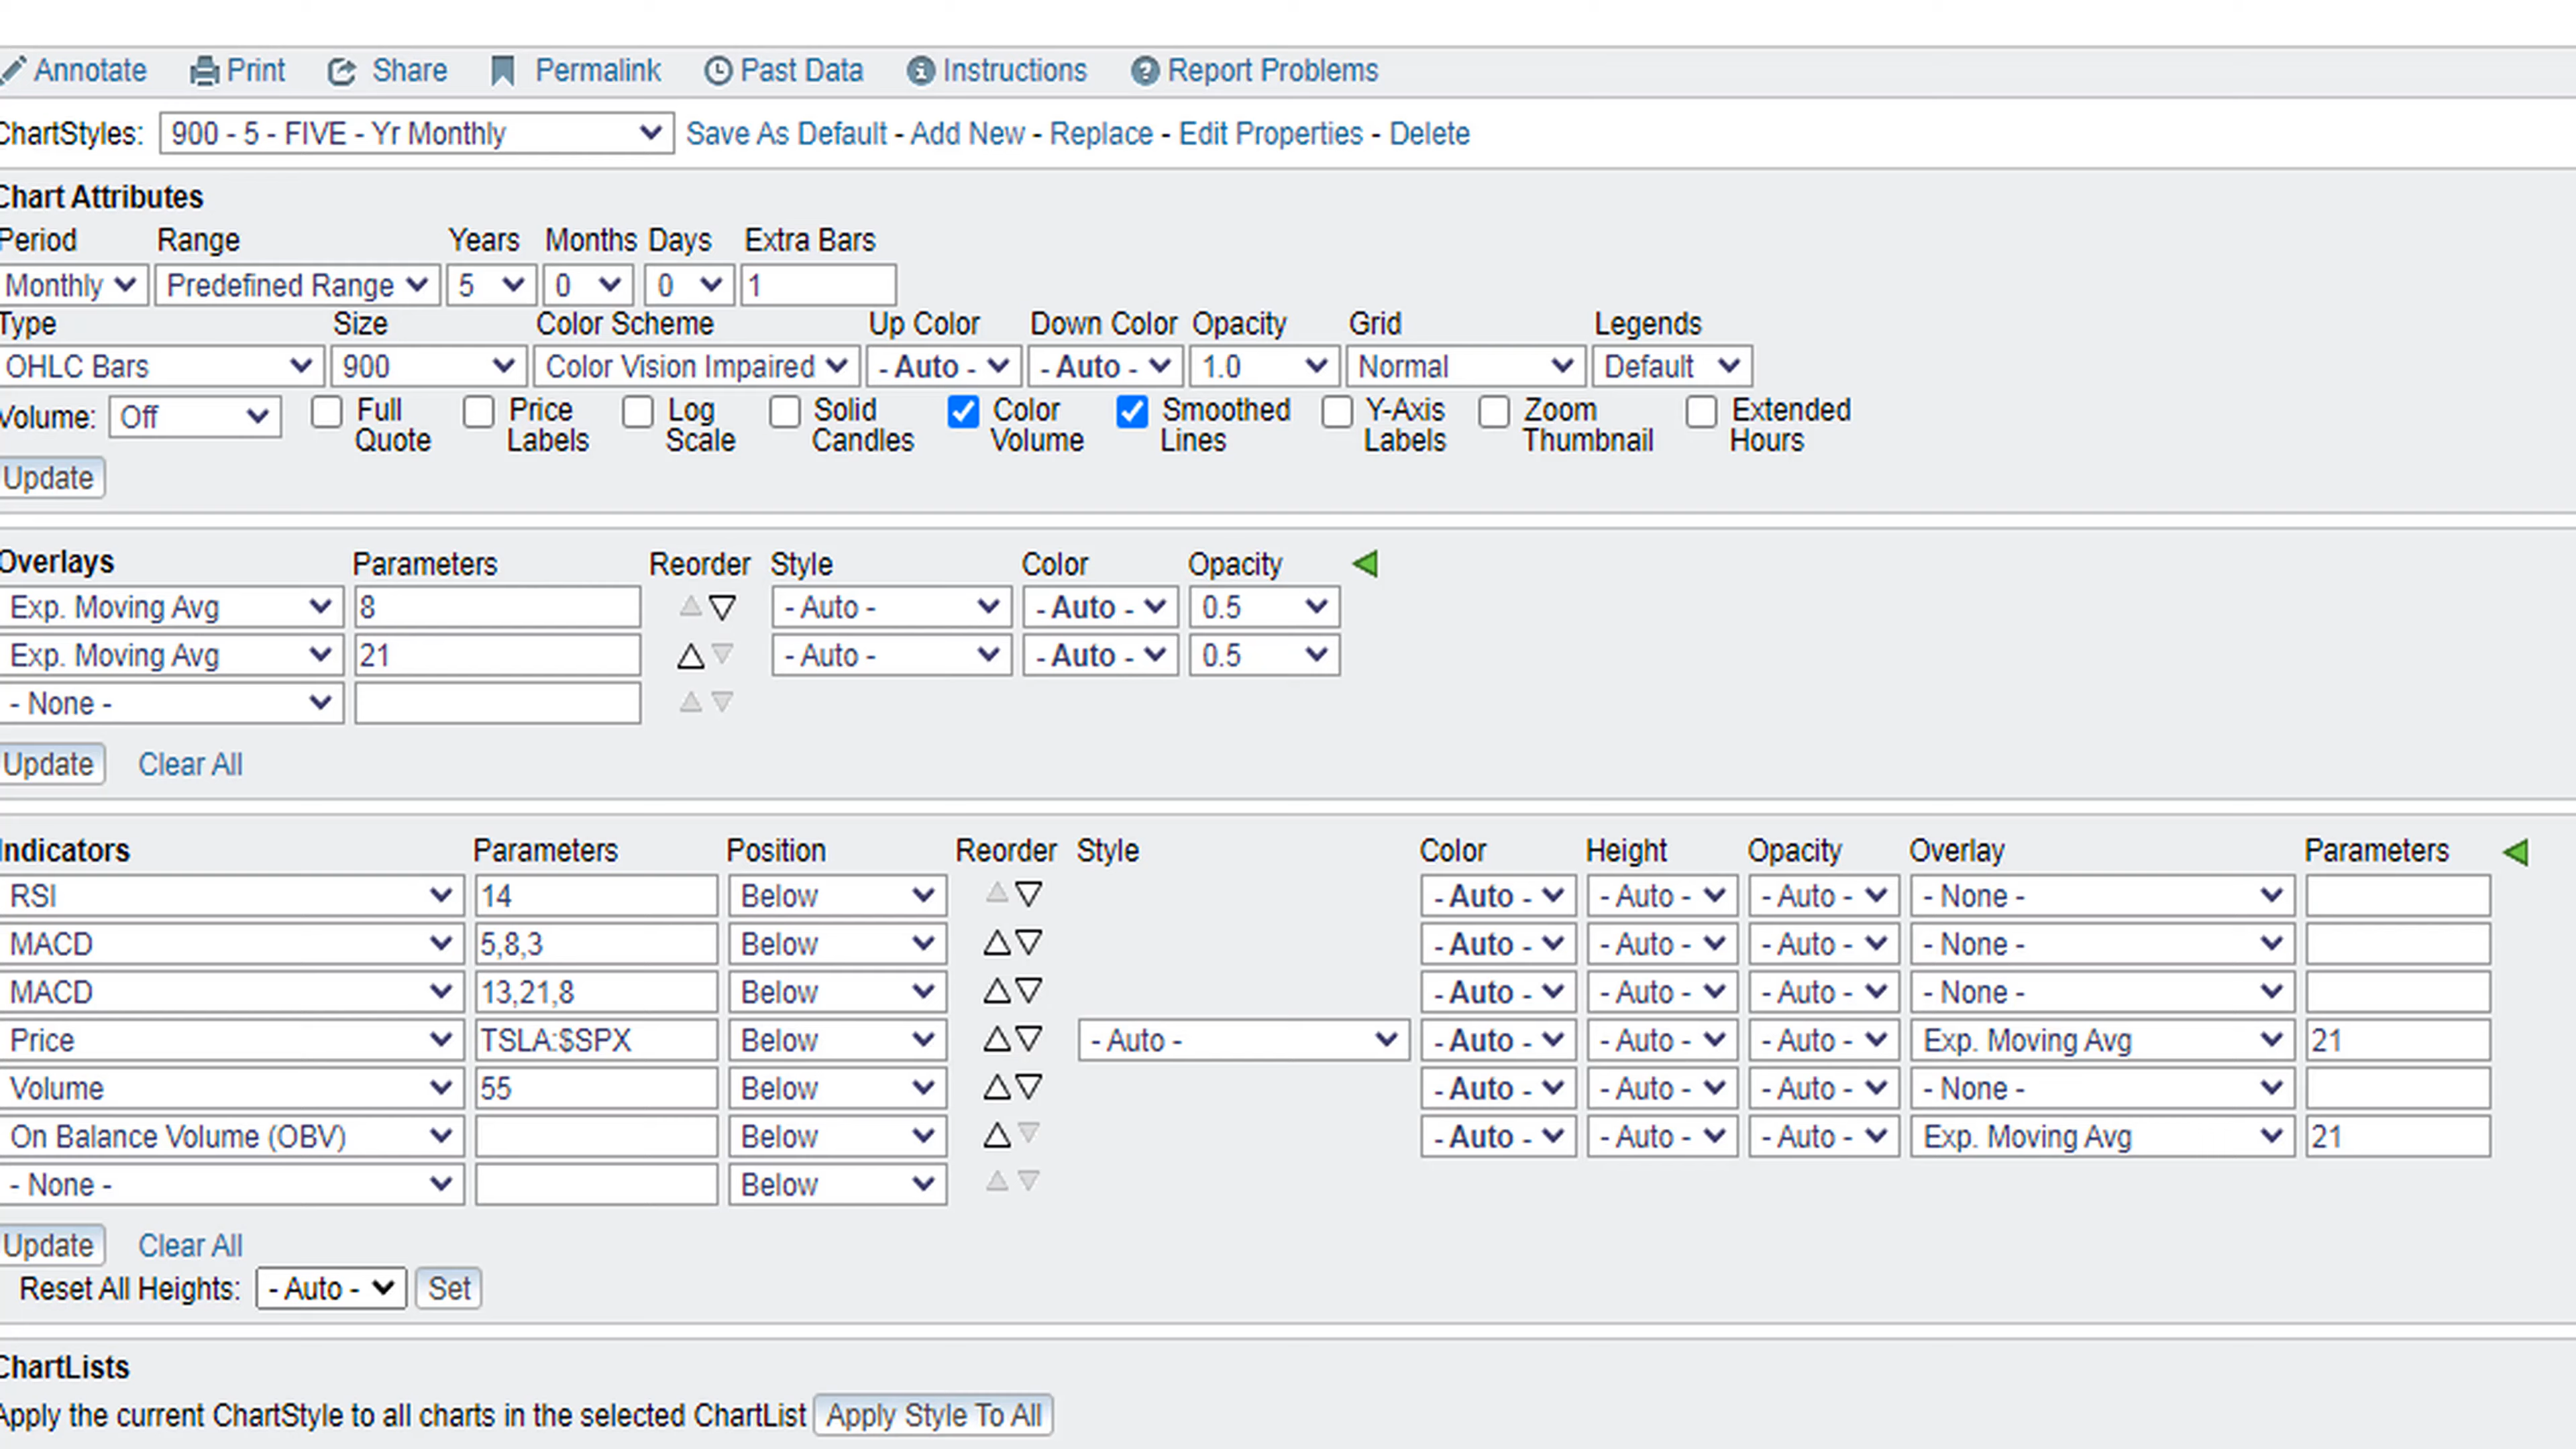 Annotate Print Share Permalink Past Data Instructions Report Problems
ChartStyles: 900 - 5 - FIVE - Yr Monthly Save As Default - Add New - Replace - Edit Properties - Delete
Chart Attributes
Period Range Years Months Days Extra Bars
Monthly Predefined Range 5 0 0 1
Type Size Color Scheme Up Color Down Color Opacity Grid Legends
OHLC Bars 900 Color Vision Impaired - Auto - - Auto - 1.0 Normal Default
Volume: Off Full Price Log Solid Color Smoothed Y-Axis Zoom Extended
Quote Labels Scale Candles Volume Lines Labels Thumbnail Hours
Update
Overlays Parameters Reorder Style Color Opacity
Exp. Moving Avg 8 - Auto - - Auto - 0.5
Exp. Moving Avg 21 - Auto - - Auto - 0.5
- None -
Update Clear All
Indicators Parameters Position Reorder Style Color Height Opacity Overlay Parameters
RSI 14 Below - Auto - - Auto - - Auto - - None -
MACD 5,8,3 Below - Auto - - Auto - - Auto - - None -
MACD 13,21,8 Below - Auto - - Auto - - Auto - - None -
Price TSLA:$SPX Below - Auto - - Auto - - Auto - - Auto - Exp. Moving Avg 21
Volume 55 Below - Auto - - Auto - - Auto - - None -
On Balance Volume (OBV) Below - Auto - - Auto - - Auto - Exp. Moving Avg 21
- None - Below
Update Clear All
Reset All Heights: - Auto - Set
ChartLists
Apply the current ChartStyle to all charts in the selected ChartList Apply Style To All